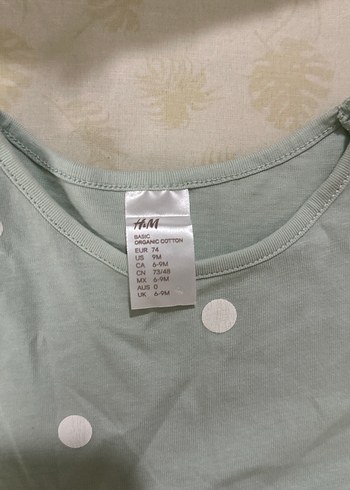 H&M
BASIC
ORGANIC COTTON
EUR 74
US 9M
CA 6-9M
CN 73/48
MX 6-9M
AUS 0
UK 6-9M